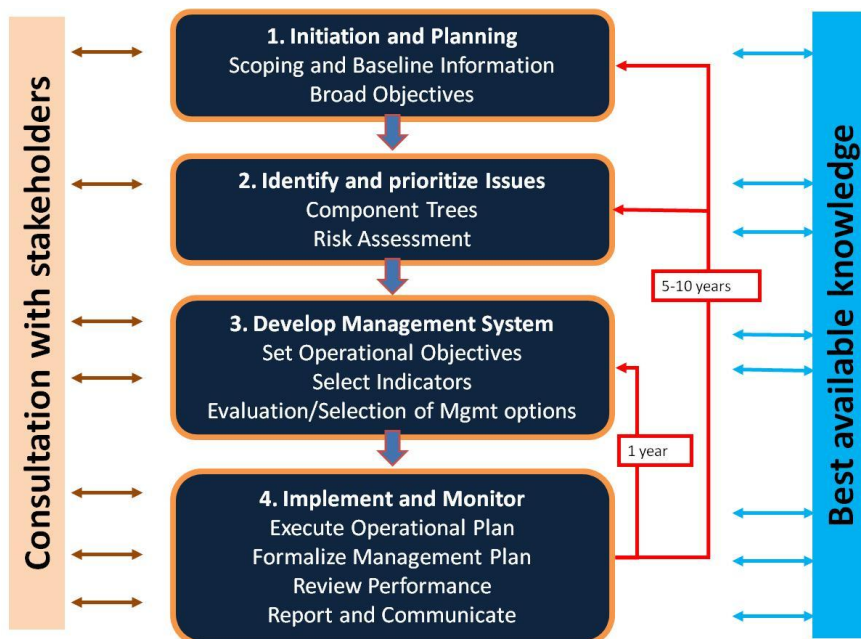 Consultation with stakeholders
1. Initiation and Planning
Scoping and Baseline Information
Broad Objectives
2. Identify and prioritize Issues
Component Trees
Risk Assessment
3. Develop Management System
Set Operational Objectives
Select Indicators
Evaluation/Selection of Mgmt options
4. Implement and Monitor
Execute Operational Plan
Formalize Management Plan
Review Performance
Report and Communicate
5-10 years
1 year
Best available knowledge